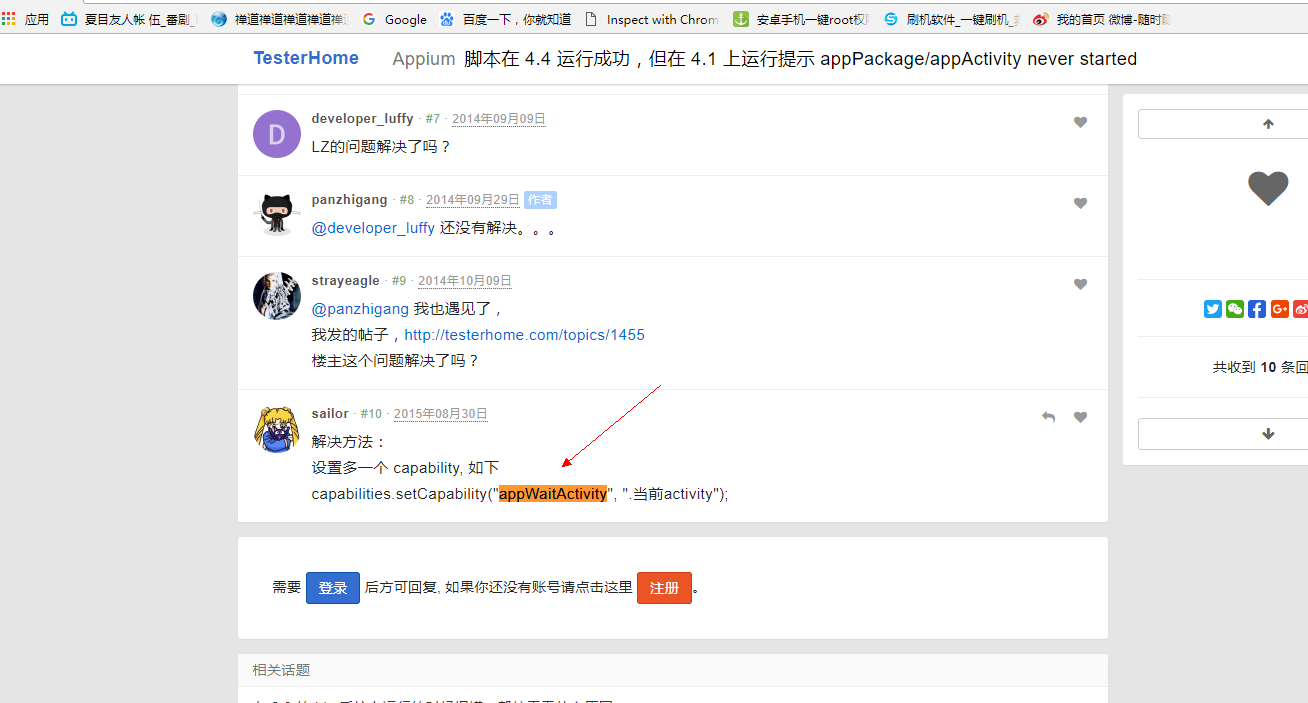 应用
夏目友人帐 伍_番剧_
禅道禅道禅道禅道禅道
Google
百度一下，你就知道
Inspect with Chrom
安卓手机一键root权
刷机软件_一键刷机_
我的首页 微博-随时随
TesterHome
Appium 脚本在 4.4 运行成功，但在 4.1 上运行提示 appPackage/appActivity never started
developer_luffy · #7 · 2014年09月09日
LZ的问题解决了吗？
D
panzhigang · #8 · 2014年09月29日 作者
@developer_luffy 还没有解决。。。
strayeagle · #9 · 2014年10月09日
@panzhigang 我也遇见了，
我发的帖子，http://testerhome.com/topics/1455
楼主这个问题解决了吗？
sailor · #10 · 2015年08月30日
解决方法：
设置多一个 capability, 如下
capabilities.setCapability("appWaitActivity", ".当前activity");
共收到 10 条回
需要 登录 后方可回复, 如果你还没有账号请点击这里 注册 。
相关话题